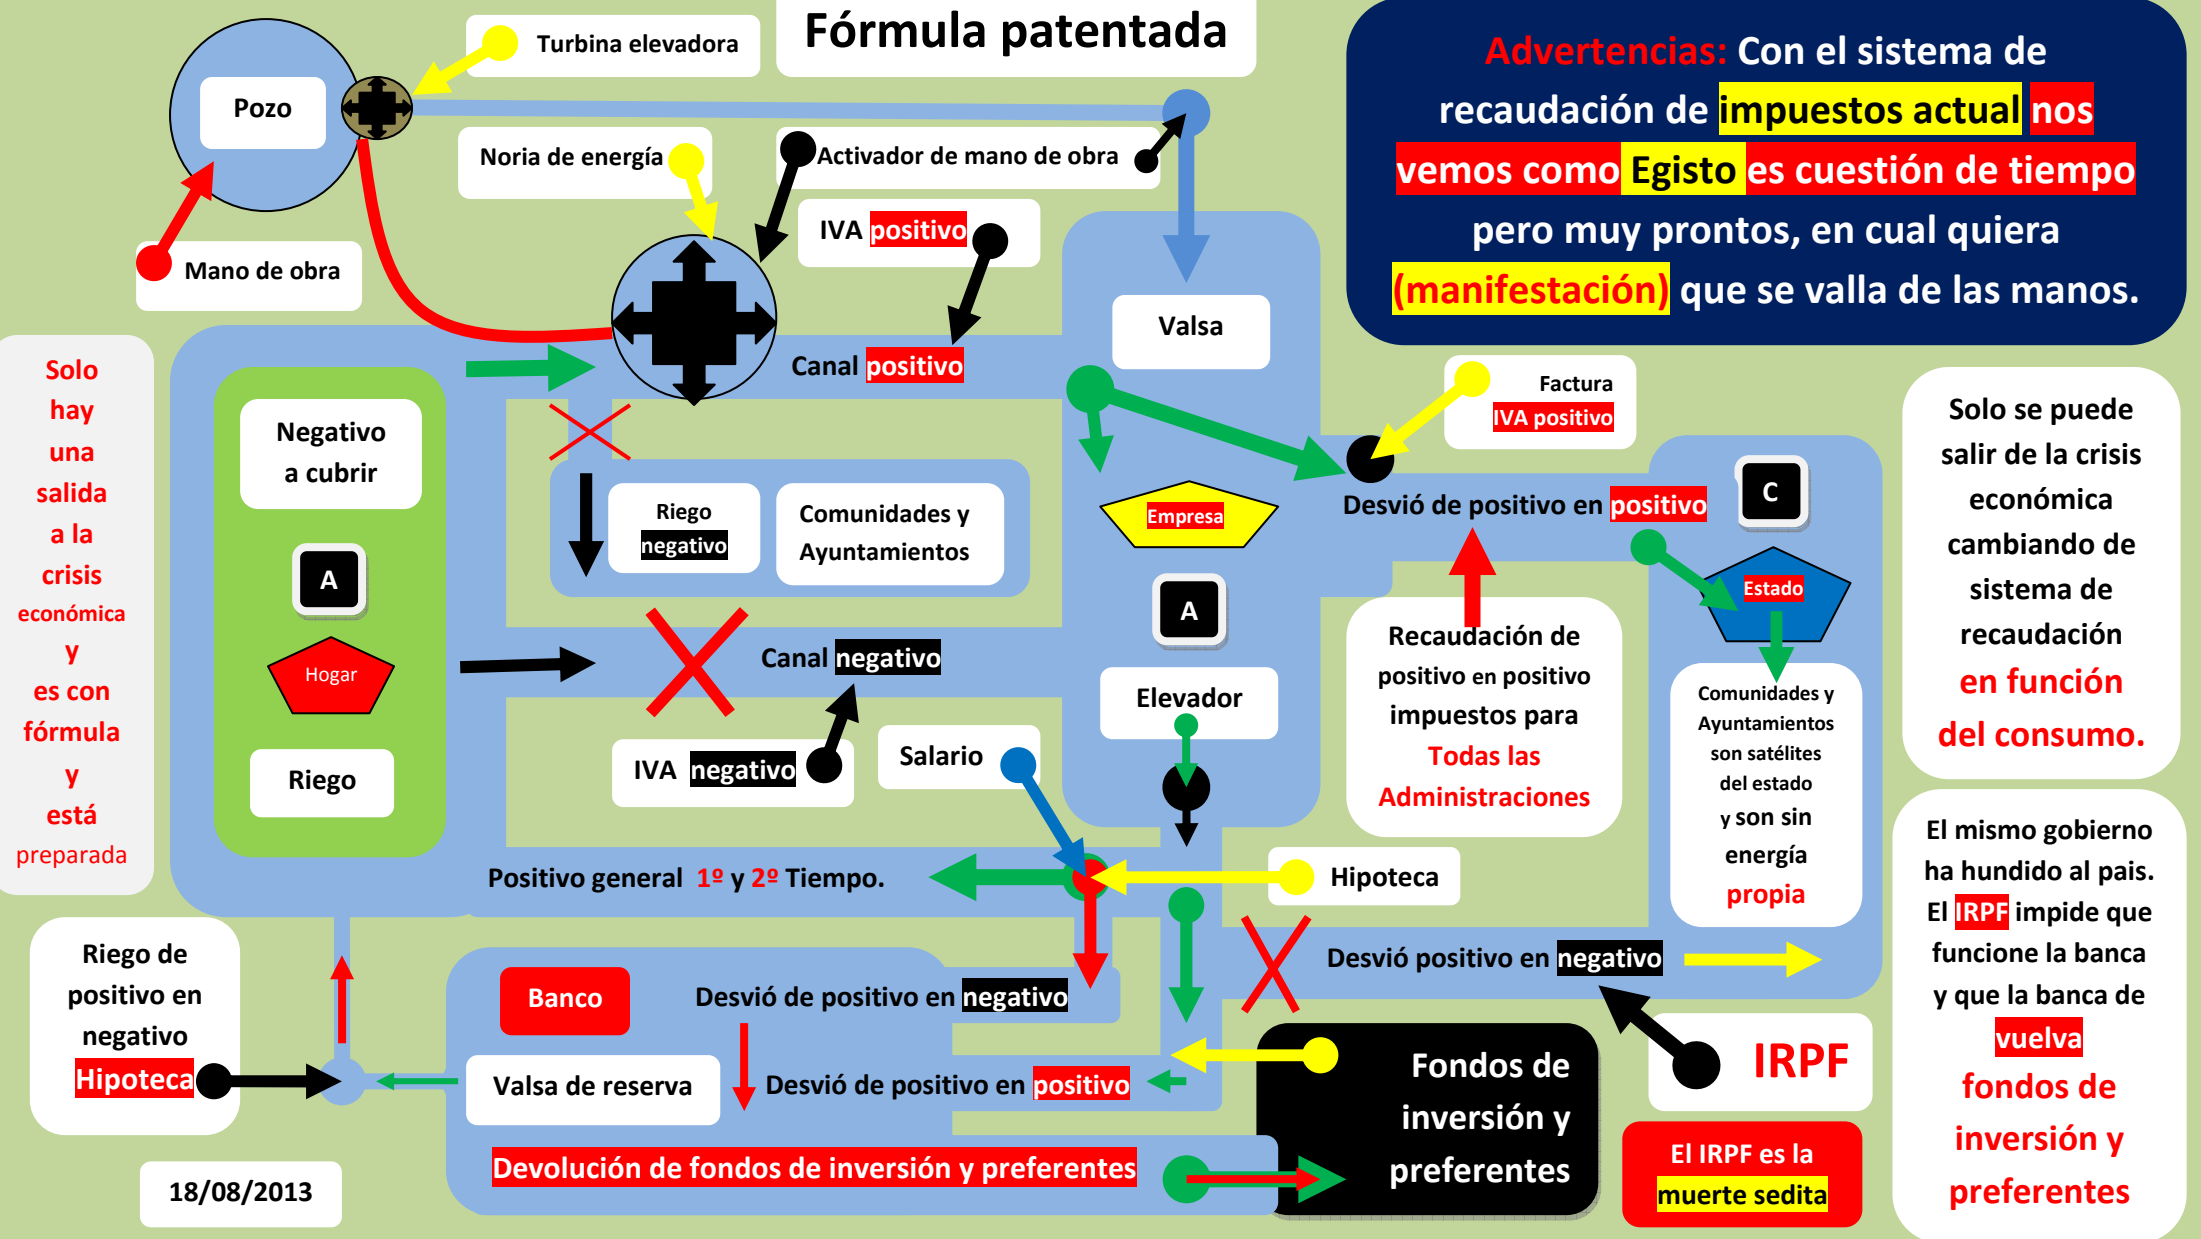 Fórmula patentada
Turbina elevadora
Pozo
Noria de energía
Activador de mano de obra
IVA positivo
Mano de obra
Advertencias: Con el sistema de
recaudación de impuestos actual nos
vemos como Egisto es cuestión de tiempo
pero muy prontos, en cual quiera
(manifestación) que se valla de las manos.
Solo
hay
una
salida
a la
crisis
económica
y
es con
fórmula
y
está
preparada
Negativo
a cubrir
A
Hogar
Riego
Canal positivo
Riego
negativo
Comunidades y
Ayuntamientos
Canal negativo
IVA negativo
Salario
Valsa
Empresa
A
Elevador
Factura
IVA positivo
Desvió de positivo en positivo
C
Estado
Recaudación de
positivo en positivo
impuestos para
Todas las
Administraciones
Comunidades y
Ayuntamientos
son satélites
del estado
y son sin
energía
propia
Solo se puede
salir de la crisis
económica
cambiando de
sistema de
recaudación
en función
del consumo.
Positivo general 1º y 2º Tiempo.
Hipoteca
Riego de
positivo en
negativo
Hipoteca
Banco
Desvió de positivo en negativo
Valsa de reserva
Desvió de positivo en positivo
Devolución de fondos de inversión y preferentes
Desvió positivo en negativo
Fondos de
inversión y
preferentes
IRPF
El IRPF es la
muerte sedita
El mismo gobierno
ha hundido al pais.
El IRPF impide que
funcione la banca
y que la banca de
vuelva
fondos de
inversión y
preferentes
18/08/2013